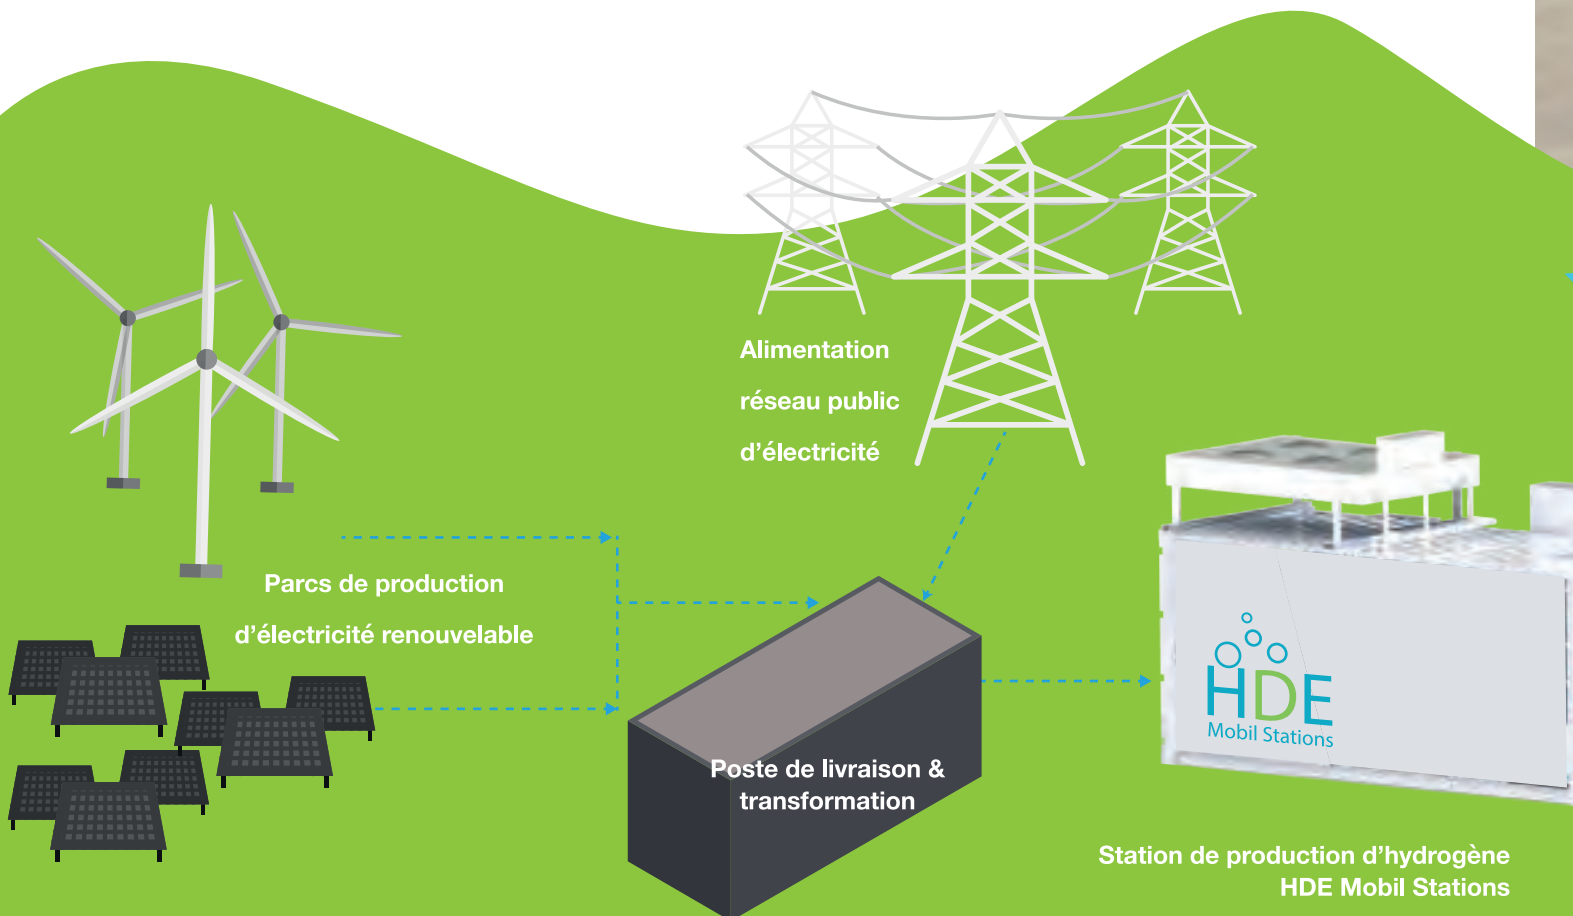 Alimentation
réseau public
d’électricité
Parcs de production
d’électricité renouvelable
HDE
Mobil Stations
Poste de livraison &
transformation
Station de production d’hydrogène
HDE Mobil Stations